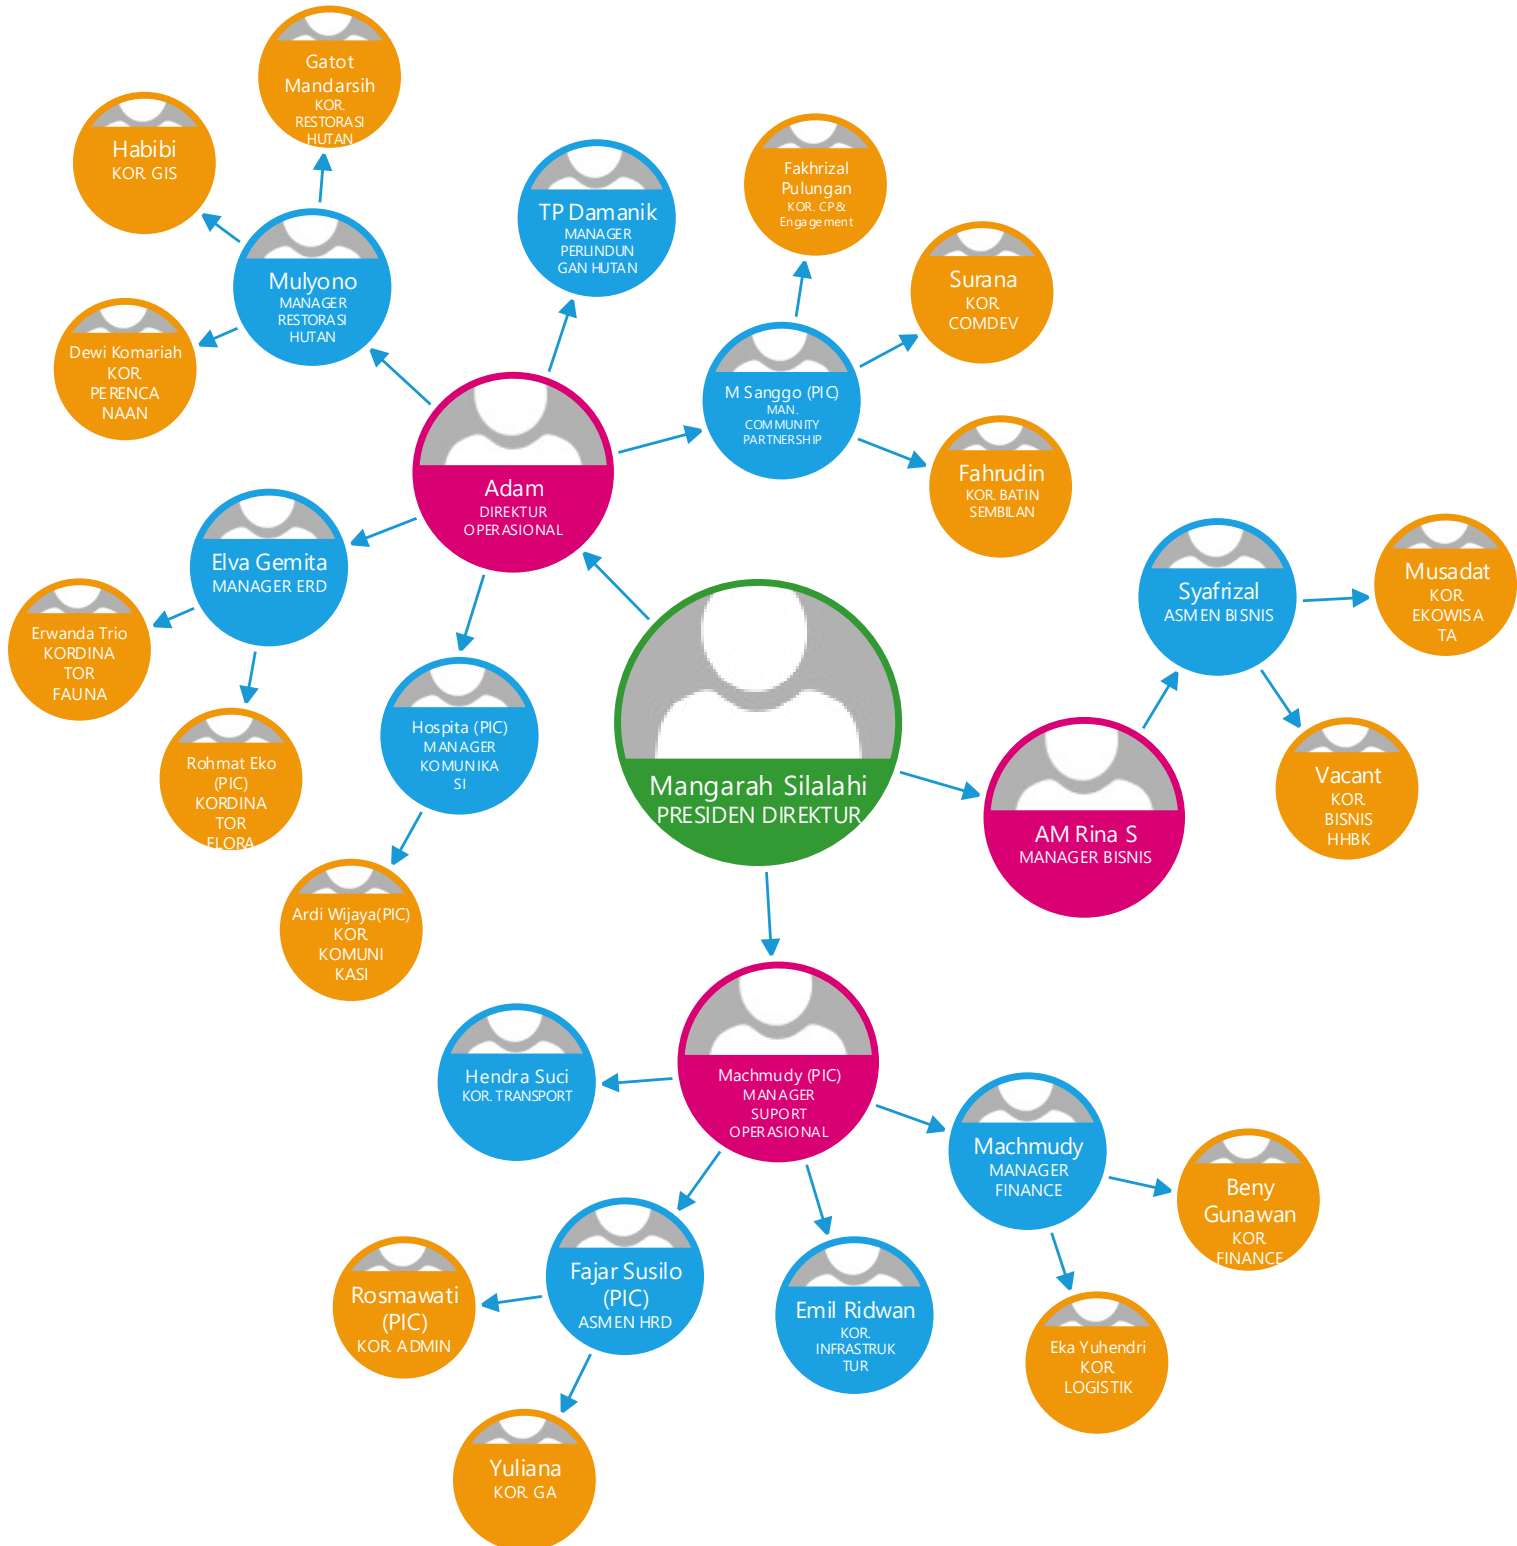 Gatot
Mandarsih
KOR.
RESTORASI
HUTAN
Habibi
KOR. GIS
TP Damanik
MANAGER
PERLINDUN
GAN HUTAN
Fakhrizal
Pulungan
KOR. CP &
Engagement
Surana
KOR.
COMDEV
Mulyono
MANAGER
RESTORASI
HUTAN
Dewi Komariah
KOR.
PERENCA
NAAN
M Sanggo (PIC)
MAN.
COMMUNITY
PARTNERSHIP
Fahrudin
KOR. BATIN
SEMBILAN
Adam
DIREKTUR
OPERASIONAL
Elva Gemita
MANAGER ERD
Syafrizal
ASMEN BISNIS
Musadat
KOR.
EKOWISA
TA
Erwanda Trio
KORDINA
TOR
FAUNA
Rohmat Eko
(PIC)
KORDINA
TOR
FLORA
Hospita (PIC)
MANAGER
KOMUNIKA
SI
Mangarah Silalahi
PRESIDEN DIREKTUR
Vacant
KOR.
BISNIS
HHBK
AM Rina S
MANAGER BISNIS
Ardi Wijaya(PIC)
KOR.
KOMUNI
KASI
Hendra Suci
KOR. TRANSPORT
Machmudy (PIC)
MANAGER
SUPORT
OPERASIONAL
Machmudy
MANAGER
FINANCE
Beny
Gunawan
KOR.
FINANCE
Fajar Susilo
(PIC)
ASMEN HRD
Rosmawati
(PIC)
KOR. ADMIN
Emil Ridwan
KOR.
INFRASTRUK
TUR
Eka Yuhendri
KOR.
LOGISTIK
Yuliana
KOR. GA